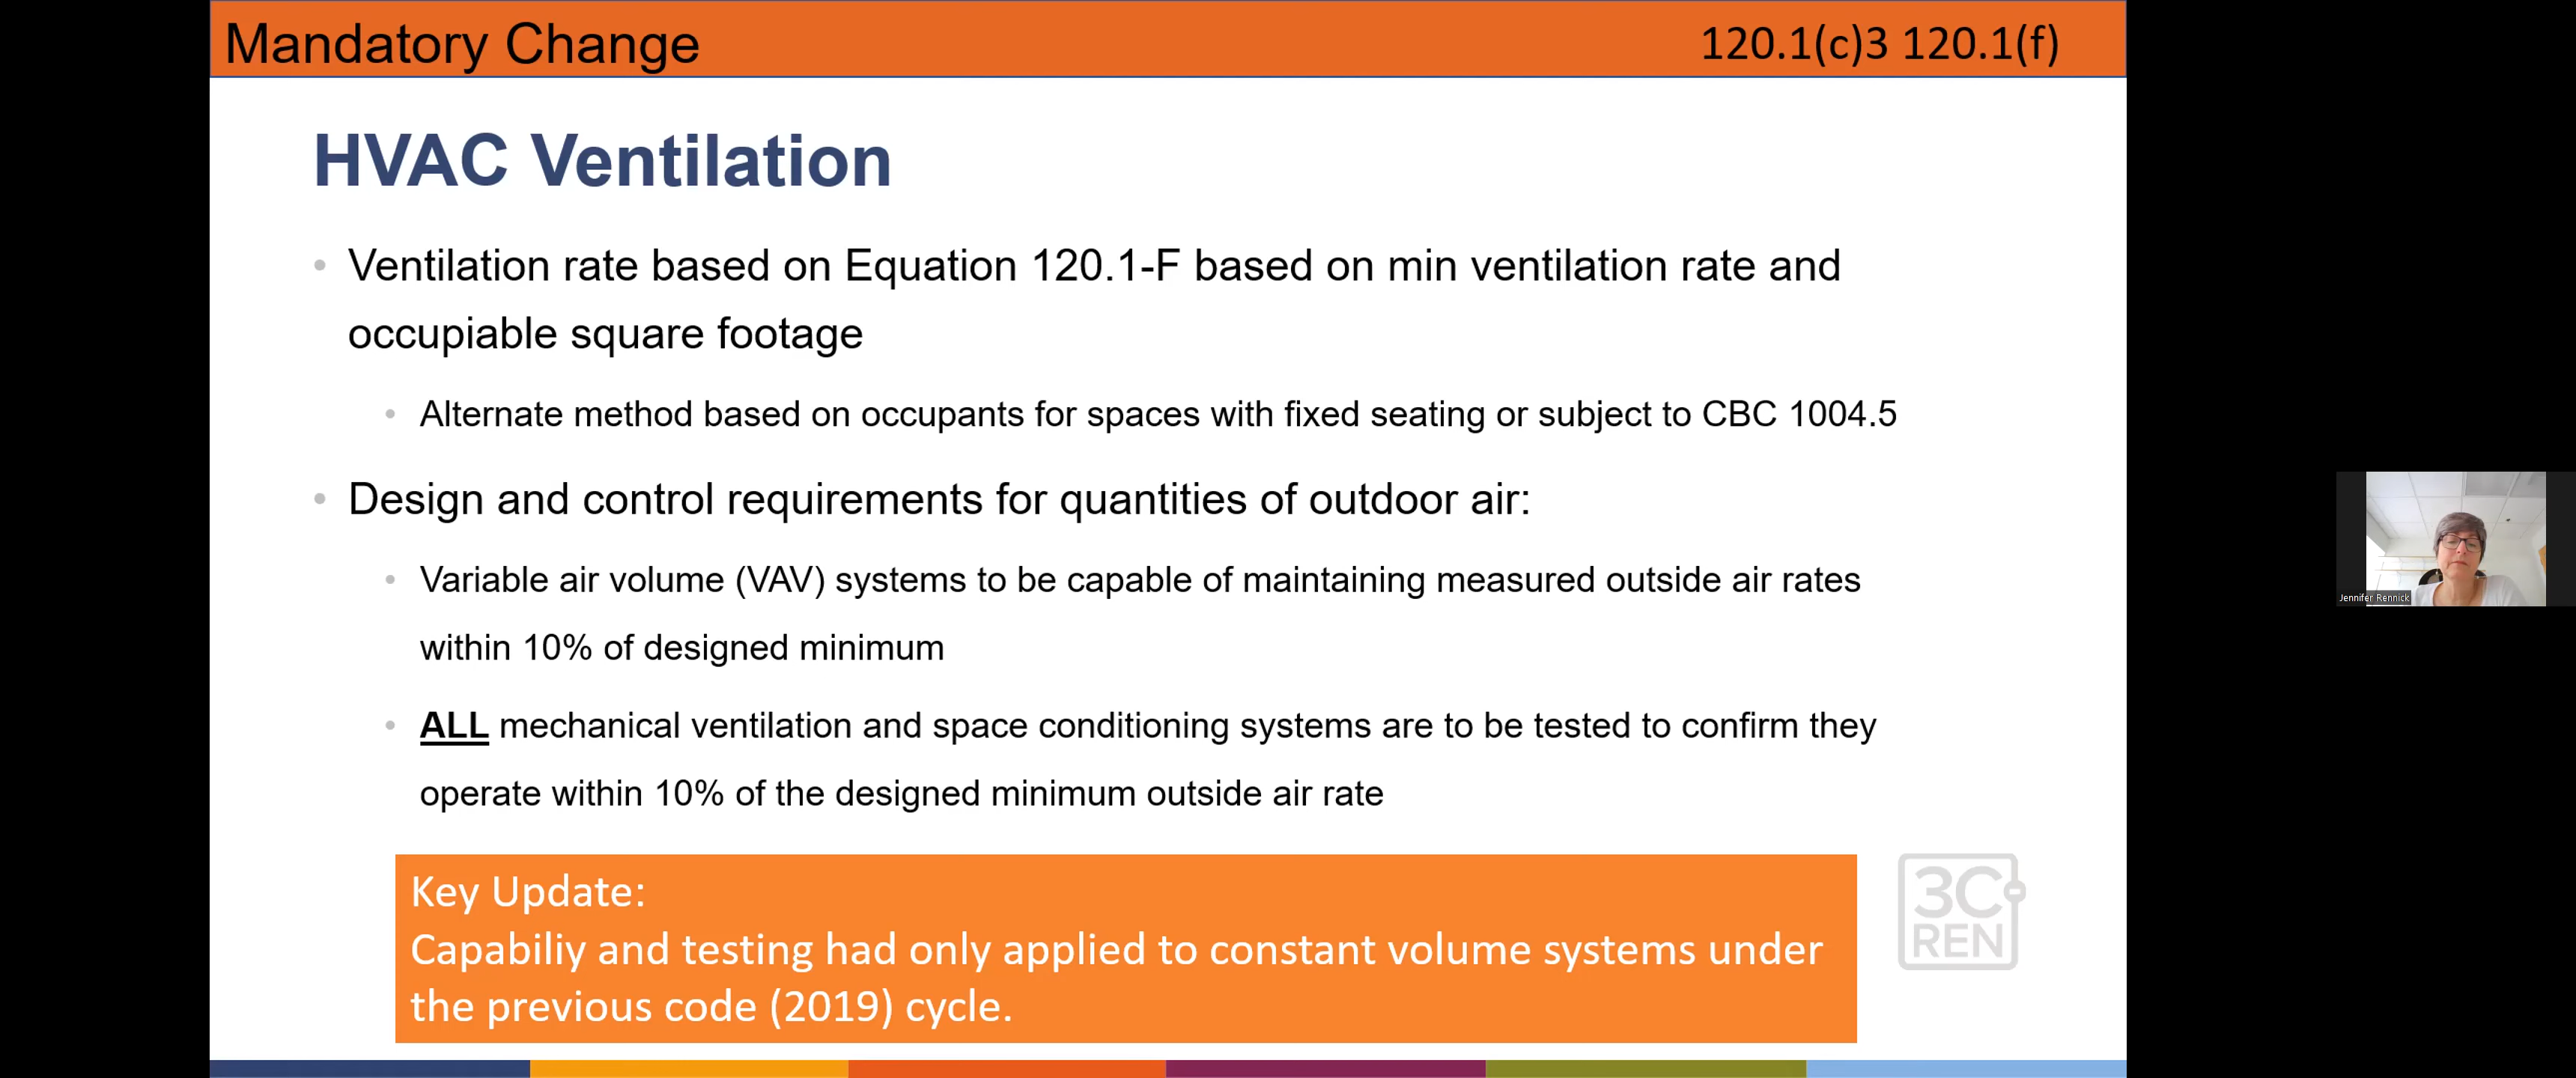 Mandatory Change
120.1(c)3 120.1(f)
HVAC Ventilation
• Ventilation rate based on Equation 120.1-F based on min ventilation rate and
occupiable square footage
• Alternate method based on occupants for spaces with fixed seating or subject to CBC 1004.5
• Design and control requirements for quantities of outdoor air:
• Variable air volume (VAV) systems to be capable of maintaining measured outside air rates
within 10% of designed minimum
• ALL mechanical ventilation and space conditioning systems are to be tested to confirm they
operate within 10% of the designed minimum outside air rate
Key Update:
Capabiliy and testing had only applied to constant volume systems under
the previous code (2019) cycle.
3C
REN
Jennifer Rennick